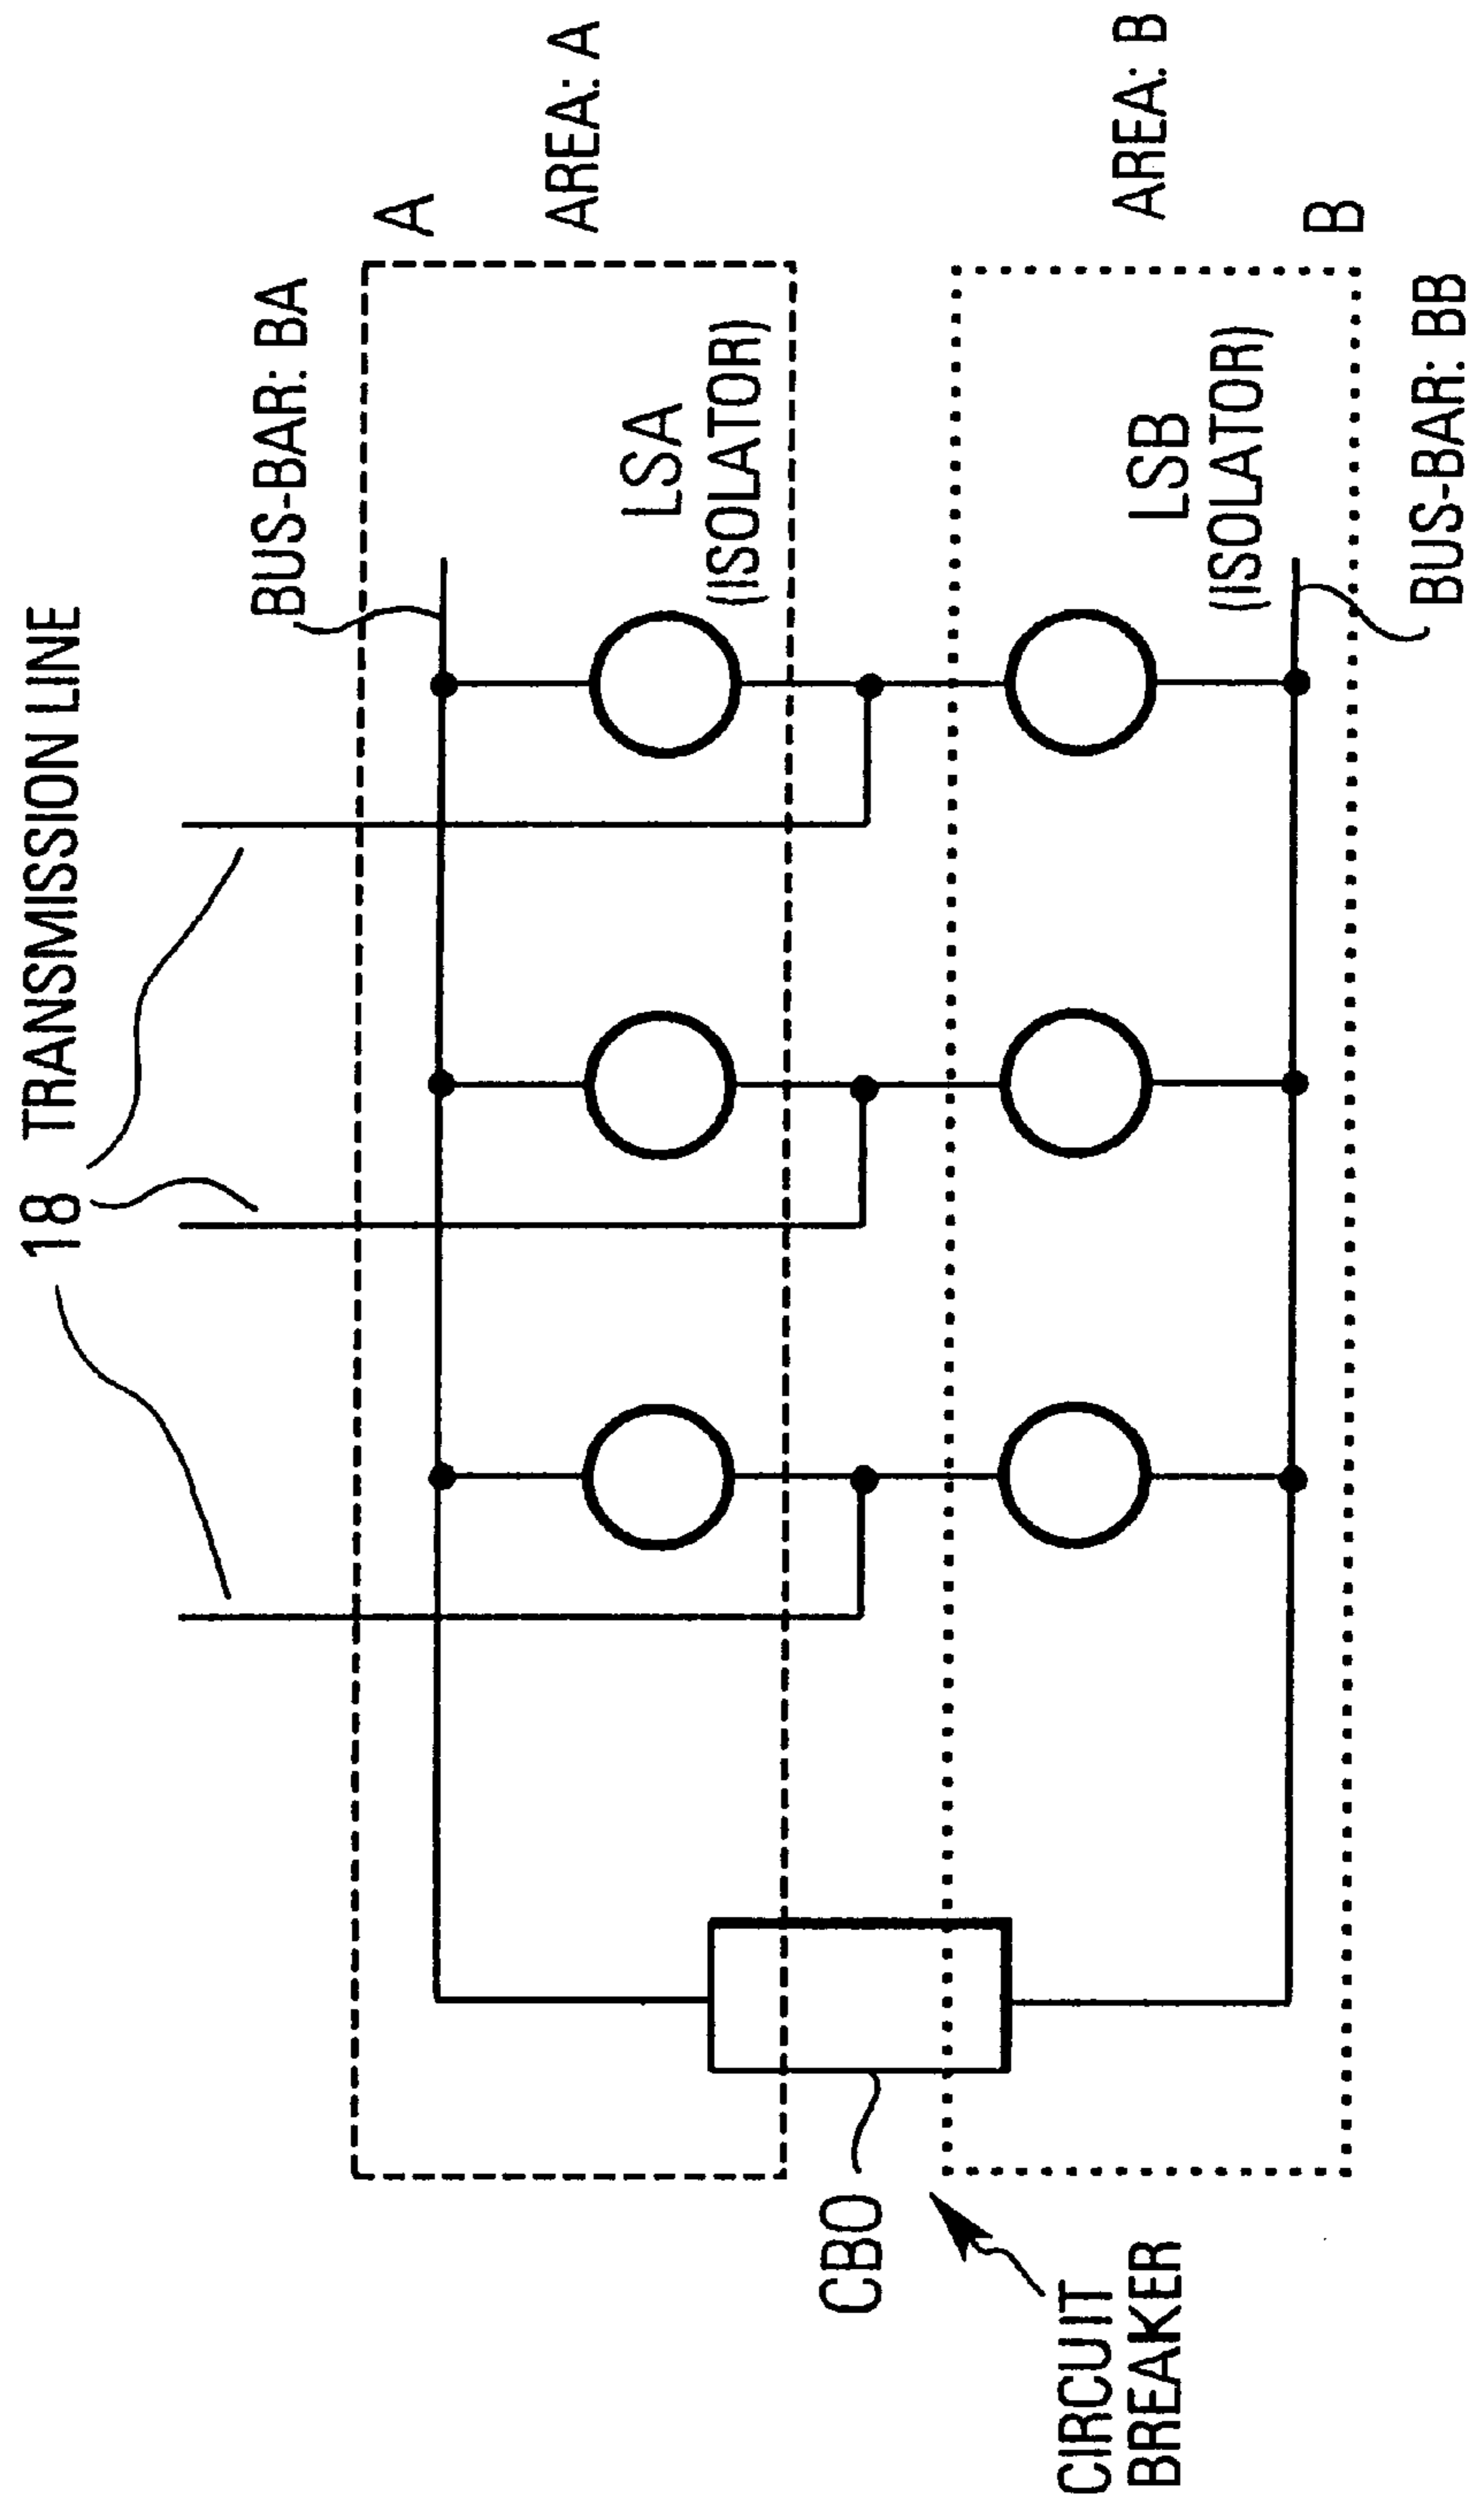 18 TRANSMISSION LINE
BUS-BAR: BA
A
AREA: A
LSA
(ISOLATOR)
CBO
CIRCUIT
BREAKER
AREA: B
LSB
(ISOLATOR)
B
BUS-BAR: BB